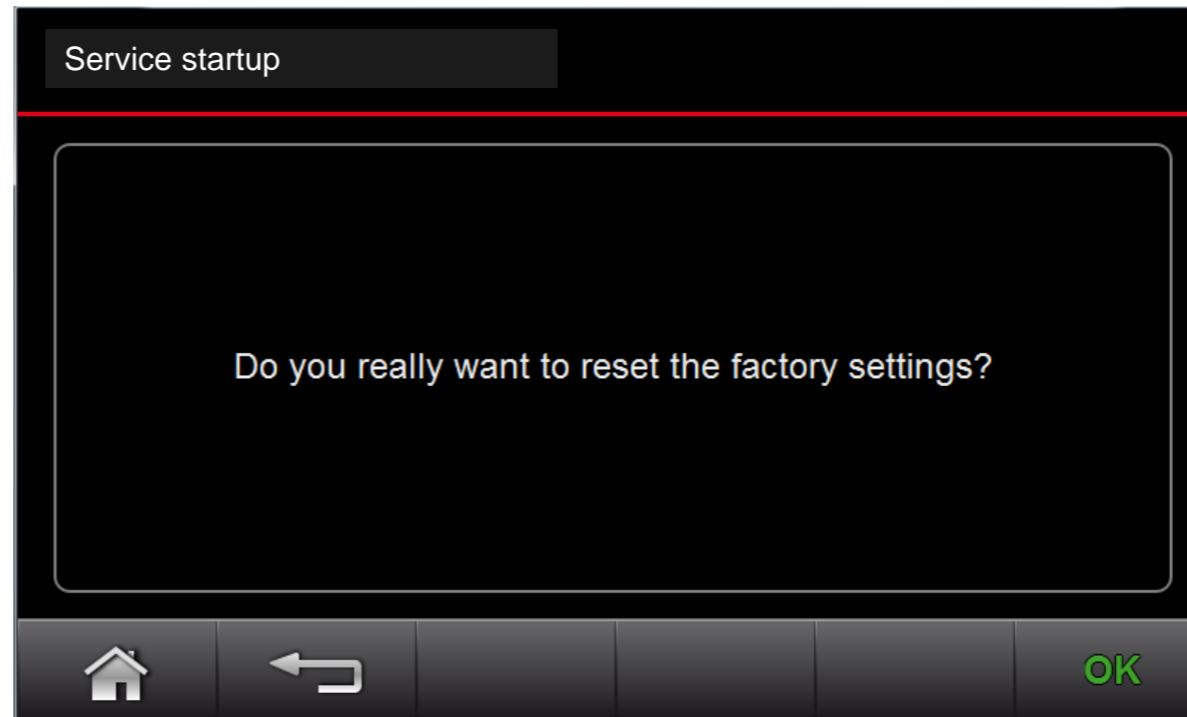 Service startup
Do you really want to reset the factory settings?
OK